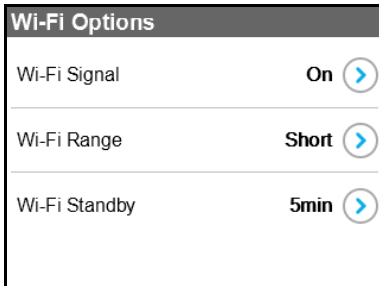 Wi-Fi Options
Wi-Fi Signal On
Wi-Fi Range Short
Wi-Fi Standby 5min